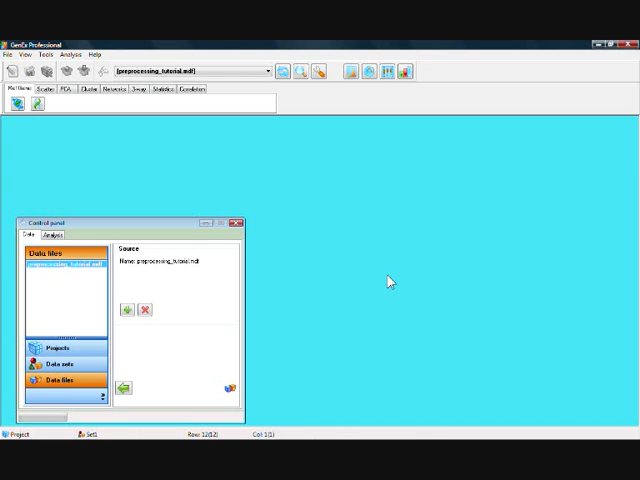 GenEx Professional
File View Tools Analysis Help
[preprocessing_tutorial.mdf]
Scatter PCA Cluster Networks 3-way Statistics Correlation
Control panel
Data Analysis
Data files
preprocessing_tutorial.mdf
Source
Name: preprocessing_tutorial.mdf
Projects
Data sets
Data files
Project Set1 Row: 12(12) Col: 1(1)